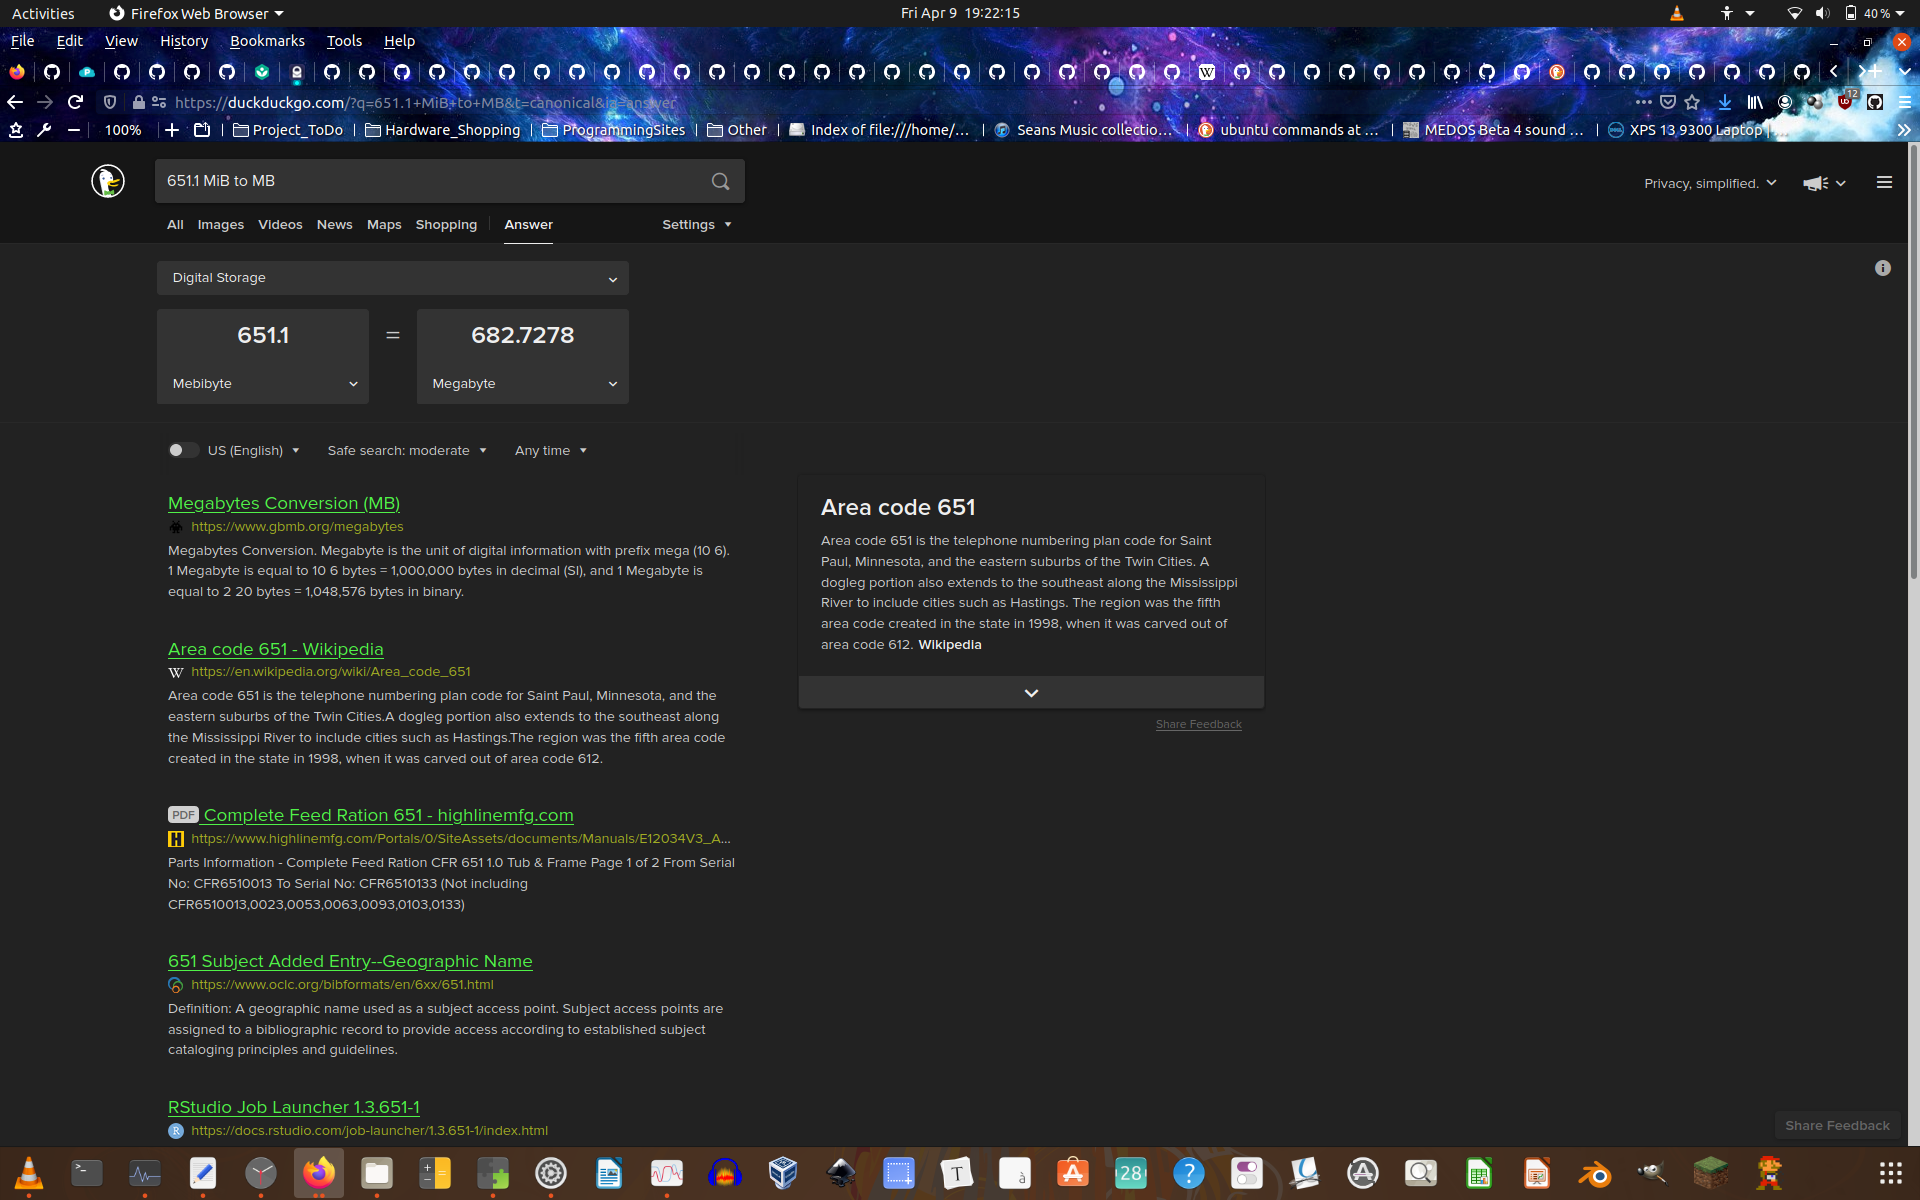 Activities
Firefox Web Browser
Fri Apr 9 19:22:15
40 %
File Edit View History Bookmarks Tools Help
https://duckduckgo.com/?q=651.1+MiB+to+MB&t=canonical&ia=answer
12
100%
Project_ToDo
Hardware_Shopping
ProgrammingSites
Other
Index of file:///home/...
Seans Music collectio...
ubuntu commands at ...
MEDOS Beta 4 sound ...
XPS 13 9300 Laptop | ...
651.1 MiB to MB
Privacy, simplified.
All Images Videos News Maps Shopping Answer Settings
Digital Storage
651.1 = 682.7278
Mebibyte
Megabyte
US (English)
Safe search: moderate
Any time
Megabytes Conversion (MB)
https://www.gbmb.org/megabytes
Megabytes Conversion. Megabyte is the unit of digital information with prefix mega (10 6).
1 Megabyte is equal to 10 6 bytes = 1,000,000 bytes in decimal (SI), and 1 Megabyte is
equal to 2 20 bytes = 1,048,576 bytes in binary.
Area code 651 - Wikipedia
W https://en.wikipedia.org/wiki/Area_code_651
Area code 651 is the telephone numbering plan code for Saint Paul, Minnesota, and the
eastern suburbs of the Twin Cities.A dogleg portion also extends to the southeast along
the Mississippi River to include cities such as Hastings.The region was the fifth area code
created in the state in 1998, when it was carved out of area code 612.
PDF Complete Feed Ration 651 - highlinemfg.com
H https://www.highlinemfg.com/Portals/0/SiteAssets/documents/Manuals/E12034V3_A...
Parts Information - Complete Feed Ration CFR 651 1.0 Tub & Frame Page 1 of 2 From Serial
No: CFR6510013 To Serial No: CFR6510133 (Not including
CFR6510013,0023,0053,0063,0093,0103,0133)
651 Subject Added Entry--Geographic Name
https://www.oclc.org/bibformats/en/6xx/651.html
Definition: A geographic name used as a subject access point. Subject access points are
assigned to a bibliographic record to provide access according to established subject
cataloging principles and guidelines.
RStudio Job Launcher 1.3.651-1
R https://docs.rstudio.com/job-launcher/1.3.651-1/index.html
Area code 651
Area code 651 is the telephone numbering plan code for Saint
Paul, Minnesota, and the eastern suburbs of the Twin Cities. A
dogleg portion also extends to the southeast along the Mississippi
River to include cities such as Hastings. The region was the fifth
area code created in the state in 1998, when it was carved out of
area code 612. Wikipedia
Share Feedback
Share Feedback
T
à
28
?